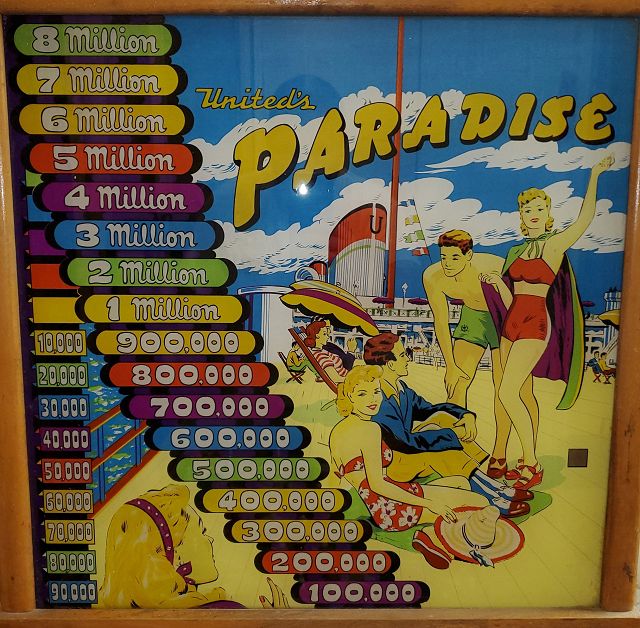 8 Million
7 Million
6 Million
5 Million
4 Million
3 Million
2 Million
1 Million
United's
PARADISE
U
10,000
900,000
20,000
800,000
30,000
700,000
40,000
600,000
50,000
500,000
60,000
400,000
70,000
300,000
80,000
200,000
90,000
100,000